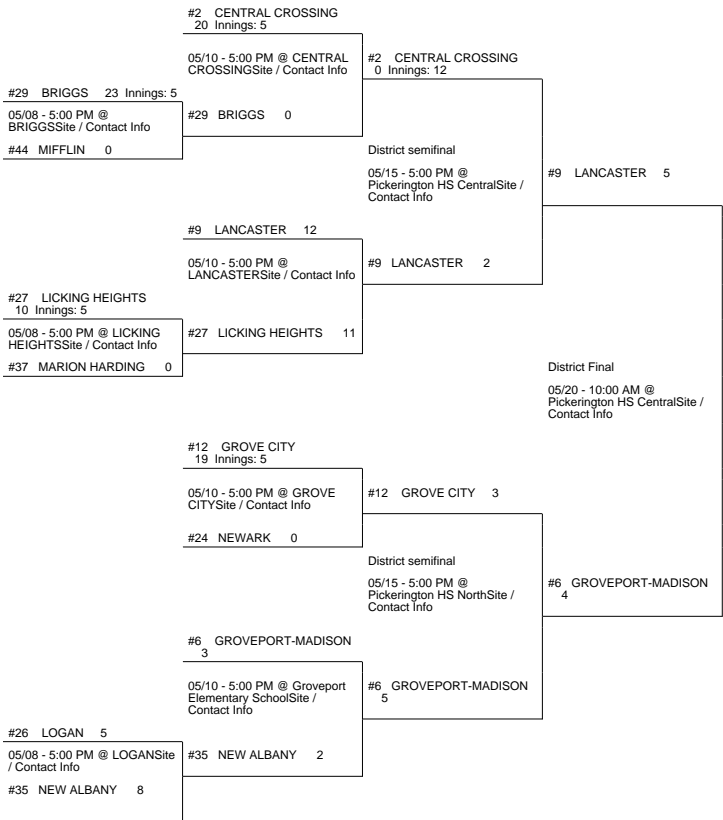 #2 CENTRAL CROSSING
20 Innings: 5
05/10 - 5:00 PM @ CENTRAL
CROSSINGSite / Contact Info
#2 CENTRAL CROSSING
0 Innings: 12
#29 BRIGGS 23 Innings: 5
05/08 - 5:00 PM @
BRIGGSSite / Contact Info
#29 BRIGGS 0
#44 MIFFLIN 0
District semifinal
05/15 - 5:00 PM @
Pickerington HS CentralSite /
Contact Info
#9 LANCASTER 5
#9 LANCASTER 12
05/10 - 5:00 PM @
LANCASTERSite / Contact Info
#9 LANCASTER 2
#27 LICKING HEIGHTS
10 Innings: 5
05/08 - 5:00 PM @ LICKING
HEIGHTSSite / Contact Info
#27 LICKING HEIGHTS 11
#37 MARION HARDING 0
District Final
05/20 - 10:00 AM @
Pickerington HS CentralSite /
Contact Info
#12 GROVE CITY
19 Innings: 5
05/10 - 5:00 PM @ GROVE
CITYSite / Contact Info
#12 GROVE CITY 3
#24 NEWARK 0
District semifinal
05/15 - 5:00 PM @
Pickerington HS NorthSite /
Contact Info
#6 GROVEPORT-MADISON
4
#6 GROVEPORT-MADISON
3
05/10 - 5:00 PM @ Groveport
Elementary SchoolSite /
Contact Info
#6 GROVEPORT-MADISON
5
#26 LOGAN 5
05/08 - 5:00 PM @ LOGANSite
/ Contact Info
#35 NEW ALBANY 2
#35 NEW ALBANY 8